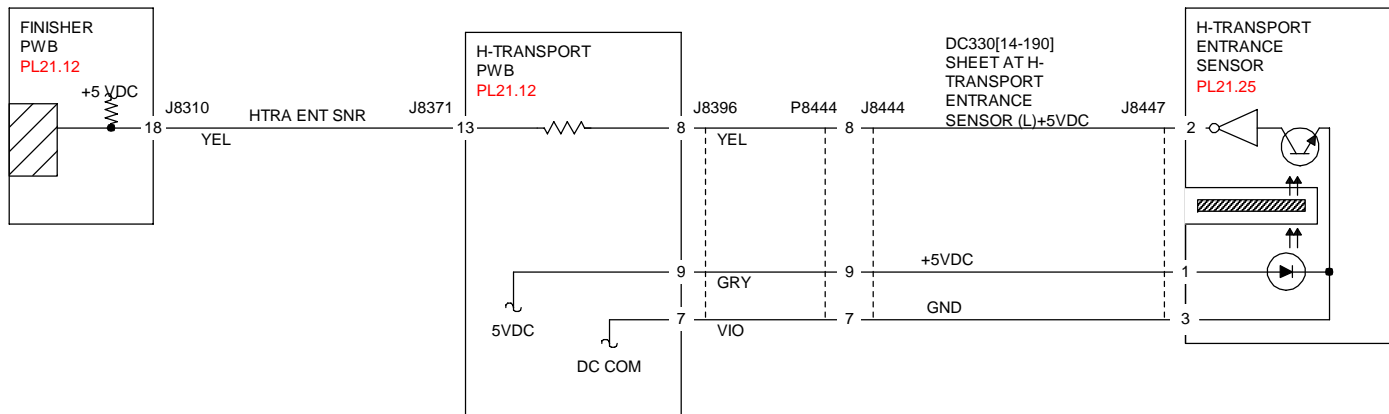 FINISHER
PWB
PL21.12
+5 VDC
18
J8310
YEL
HTRA ENT SNR
J8371
13
H-TRANSPORT
PWB
PL21.12
8
J8396
YEL
P8444
8
J8444
DC330[14-190]
SHEET AT H-
TRANSPORT
ENTRANCE
SENSOR (L)+5VDC
J8447
2
H-TRANSPORT
ENTRANCE
SENSOR
PL21.25
5VDC
9
GRY
9
+5VDC
1
DC COM
7
VIO
7
GND
3